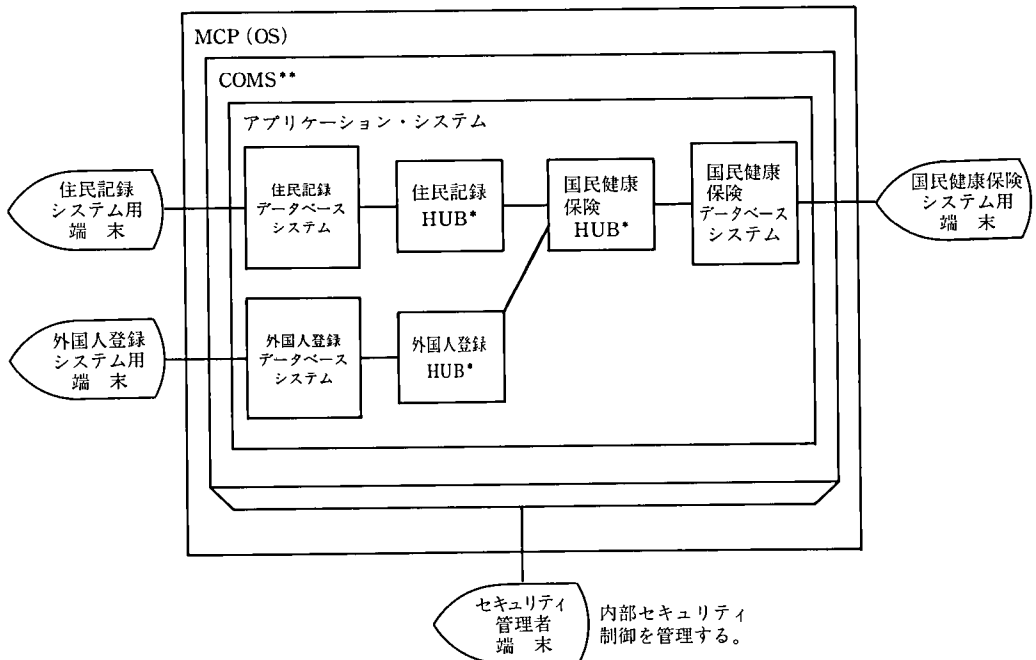 MCP (OS)
COMS**
アプリケーション・システム
住民記録
システム用
端 末
住民記録
データベース
システム
住民記録
HUB*
国民健康
保険
HUB*
国民健康
保険
データベース
システム
国民健康保険
システム用
端 末
外国人登録
システム用
端 末
外国人登録
データベース
システム
外国人登録
HUB*
セキュリティ
管理者
端 末
内部セキュリティ
制御を管理する。